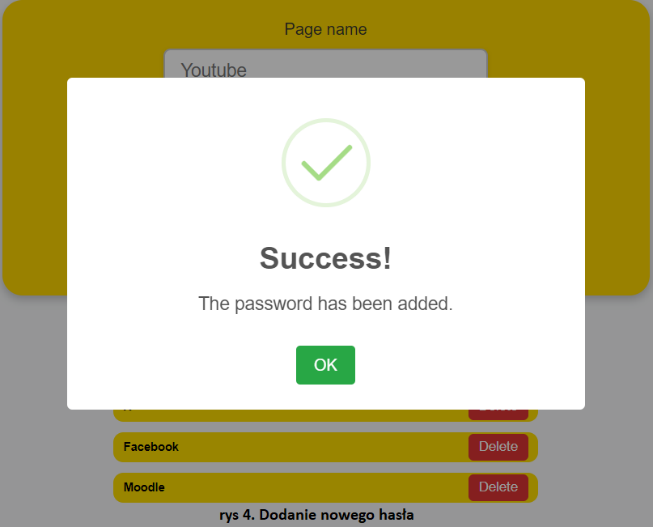 Page name
Youtube
Success!
The password has been added.
OK
Delete
Facebook
Delete
Moodle
Delete
rys 4. Dodanie nowego hasła